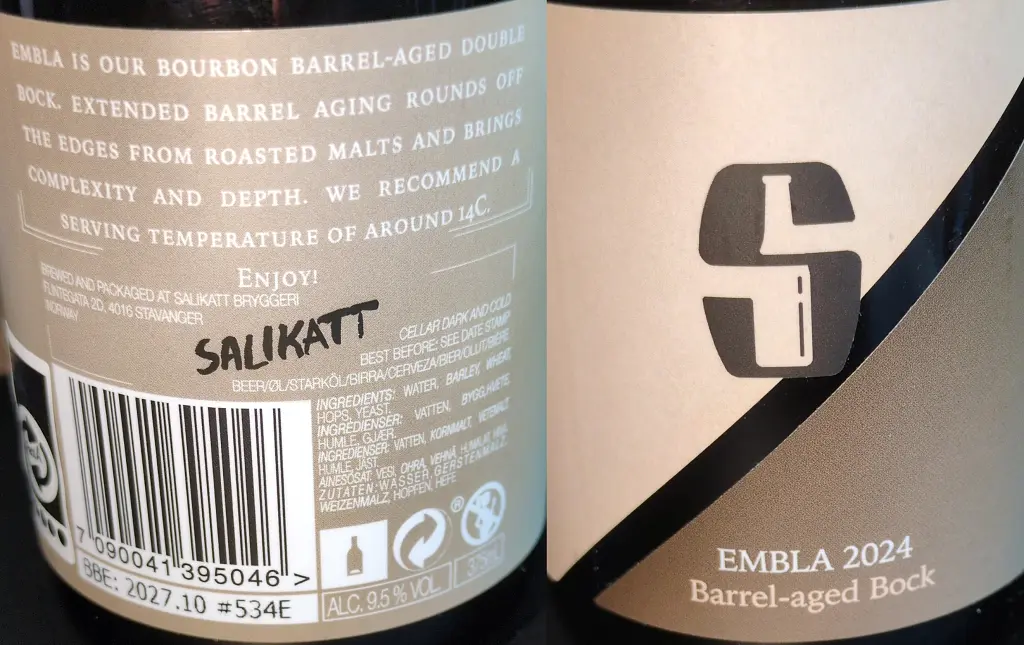 EMBLA IS OUR BOURBON BARREL-AGED DOUBLE
BOCK. EXTENDED BARREL AGING ROUNDS OFF
THE EDGES FROM ROASTED MALTS AND BRINGS
COMPLEXITY AND DEPTH. WE RECOMMEND A
SERVING TEMPERATURE OF AROUND 14C.
ENJOY!
BREWED AND PACKAGED AT SALIKATT BRYGGERI
FLINTEGATA 2D, 4016 STAVANGER
NORWAY
SALIKATT
CELLAR DARK AND COLD
BEST BEFORE: SEE DATE STAMP
BEER/ØL/STARKÖL/BIRRA/CERVEZA/BIER/OLUT/BIÈRE
INGREDIENTS: WATER, BARLEY, WHEAT,
HOPS, YEAST.
INGREDIENSER: VATTEN, BYGG, HVETE,
HUMLE, GJÆR.
INGREDIENSER: VATTEN, KORNMALT, VETEMALT,
HUMLE, JÄST.
AINESOSAT: VESI, OHRA, VEHNÄ, HUMALAT, HIIVA.
ZUTATEN: WASSER, GERSTENMALZ,
WEIZENMALZ, HOPFEN, HEFE
7 090041 395046 >
BBE: 2027.10 #534E
ALC. 9.5 % VOL.
375ML
S
EMBLA 2024
Barrel-aged Bock